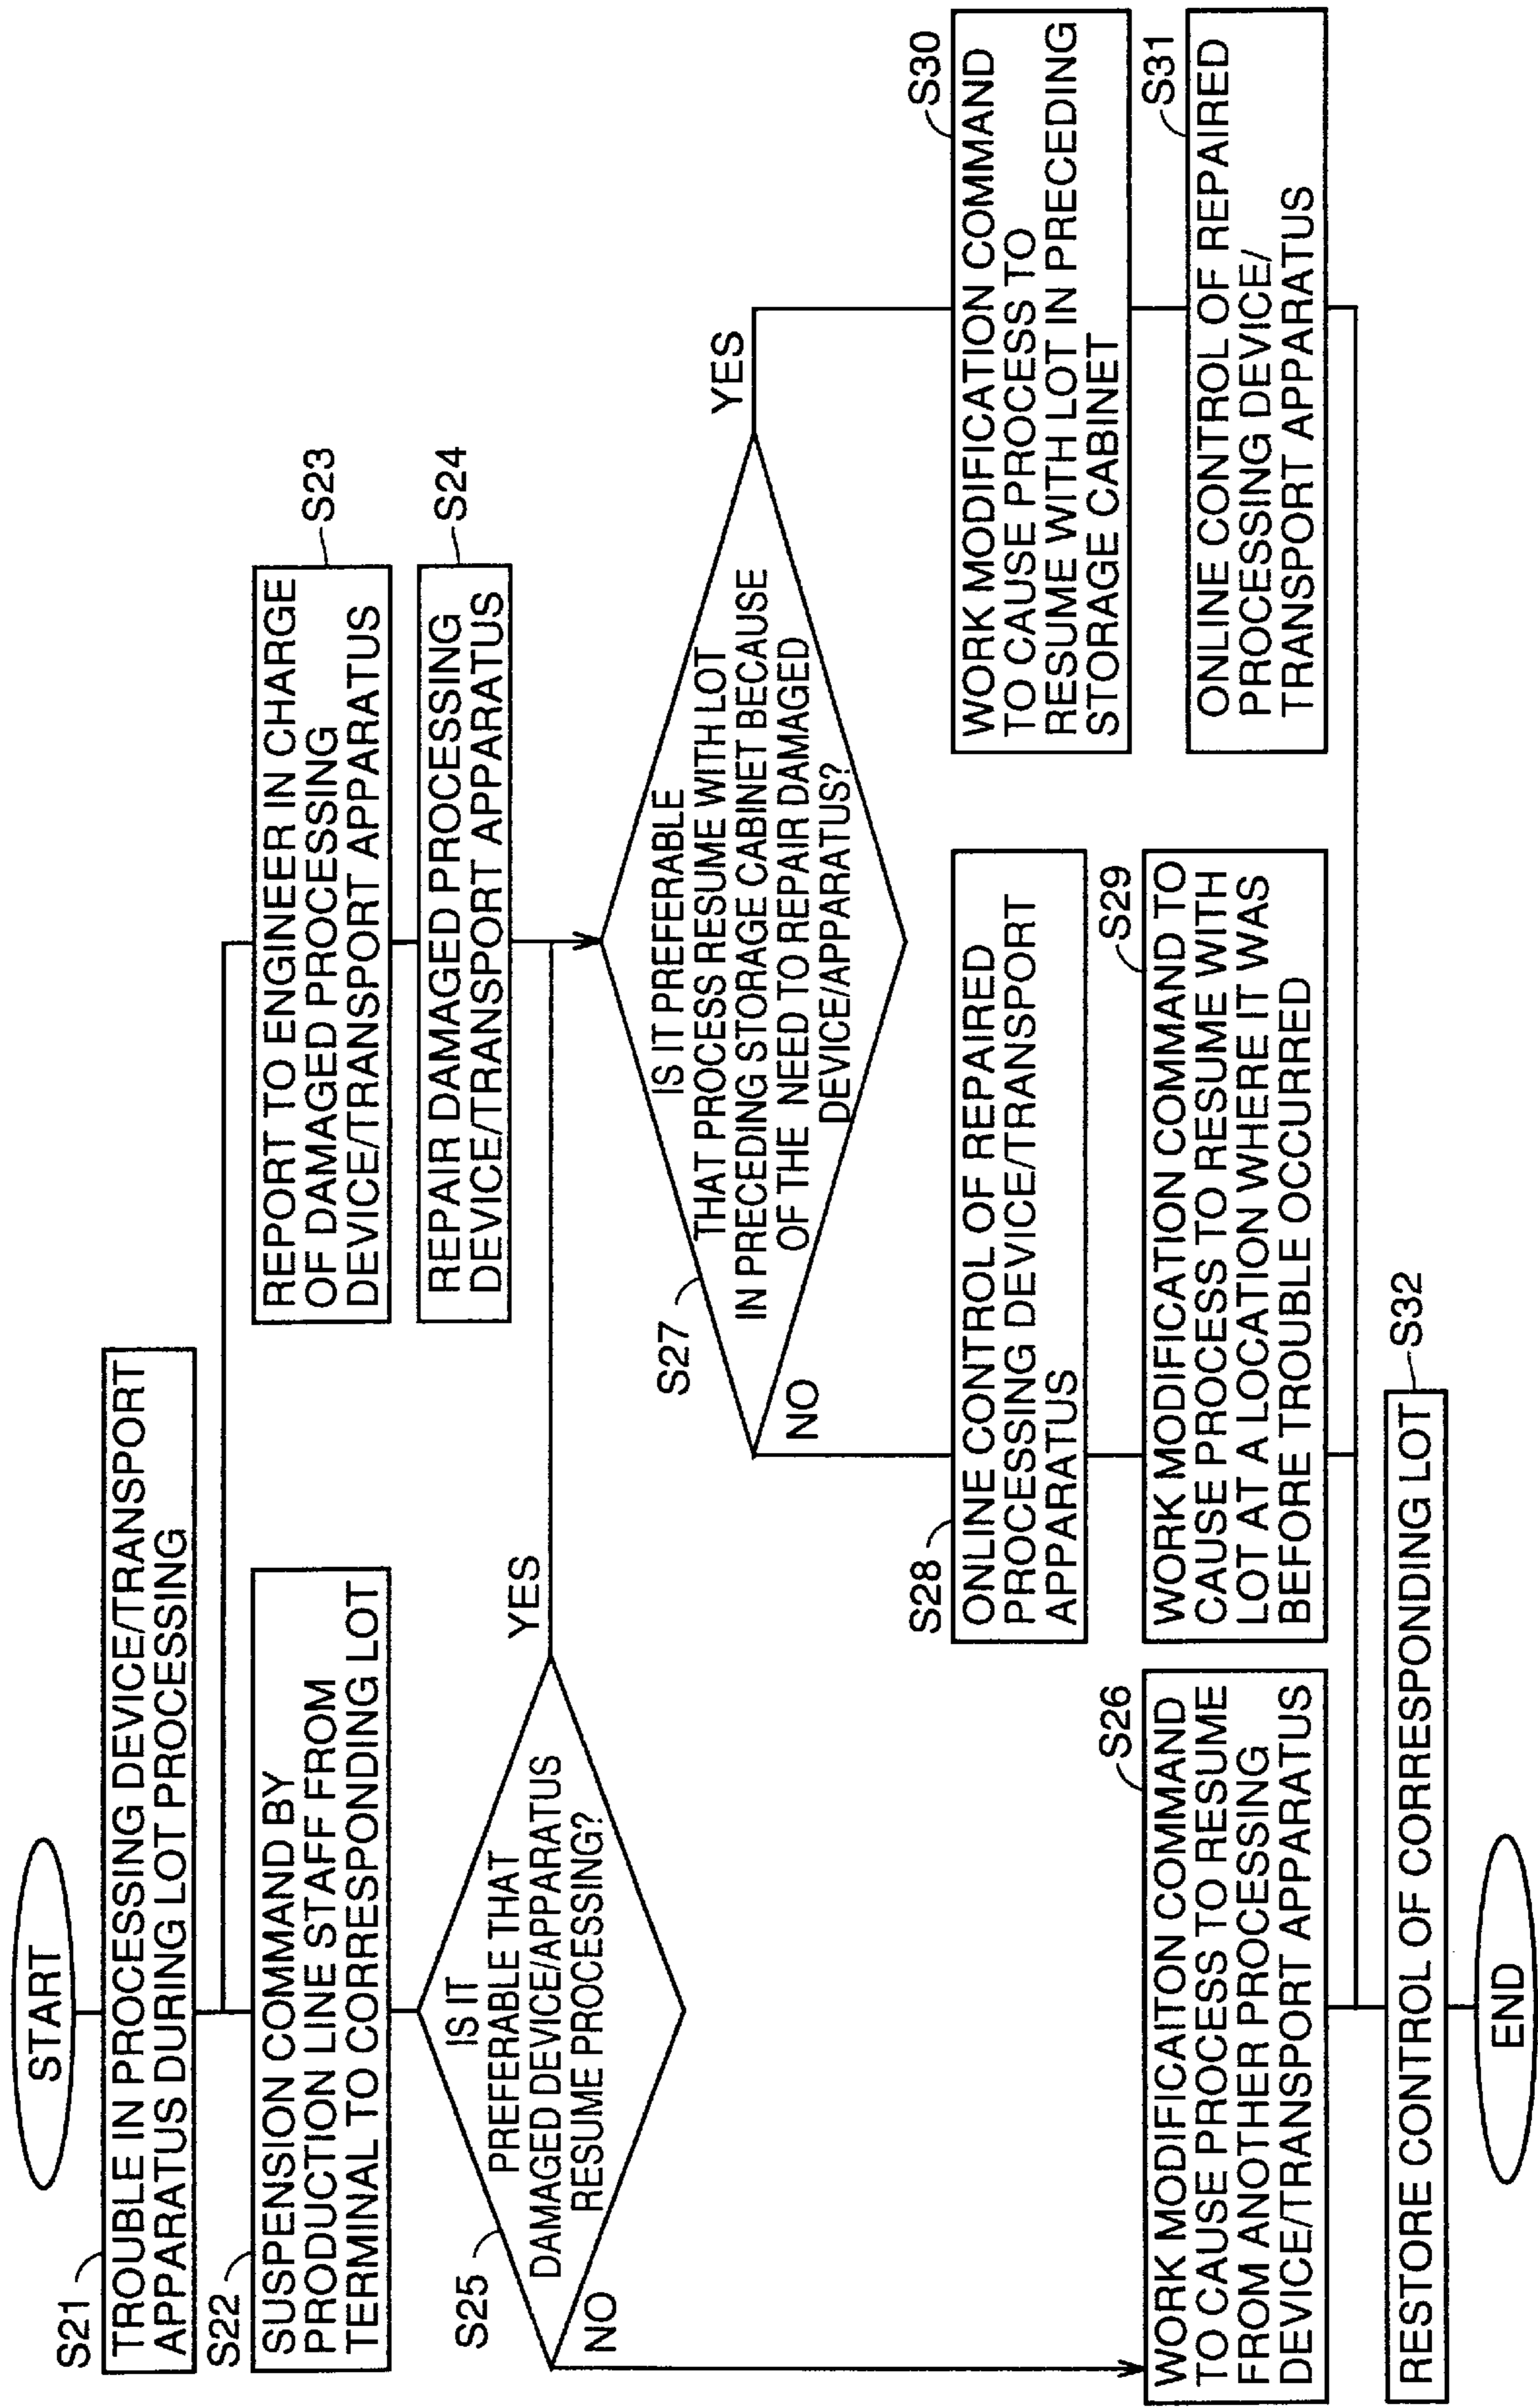 START
S21
TROUBLE IN PROCESSING DEVICE/TRANSPORT
APPARATUS DURING LOT PROCESSING
S22
SUSPENSION COMMAND BY
PRODUCTION LINE STAFF FROM
TERMINAL TO CORRESPONDING LOT
S23
REPORT TO ENGINEER IN CHARGE
OF DAMAGED PROCESSING
DEVICE/TRANSPORT APPARATUS
S24
REPAIR DAMAGED PROCESSING
DEVICE/TRANSPORT APPARATUS
S25
IS IT
PREFERABLE THAT
DAMAGED DEVICE/APPARATUS
RESUME PROCESSING?
YES
NO
S27
IS IT PREFERABLE
THAT PROCESS RESUME WITH LOT
IN PRECEDING STORAGE CABINET BECAUSE
OF THE NEED TO REPAIR DAMAGED
DEVICE/APPARATUS?
YES
NO
S28
ONLINE CONTROL OF REPAIRED
PROCESSING DEVICE/TRANSPORT
APPARATUS
S30
WORK MODIFICATION COMMAND
TO CAUSE PROCESS TO
RESUME WITH LOT IN PRECEDING
STORAGE CABINET
S26
WORK MODIFICAITON COMMAND
TO CAUSE PROCESS TO RESUME
FROM ANOTHER PROCESSING
DEVICE/TRANSPORT APPARATUS
S29
WORK MODIFICATION COMMAND TO
CAUSE PROCESS TO RESUME WITH
LOT AT A LOCATION WHERE IT WAS
BEFORE TROUBLE OCCURRED
S31
ONLINE CONTROL OF REPAIRED
PROCESSING DEVICE/
TRANSPORT APPARATUS
S32
RESTORE CONTROL OF CORRESPONDING LOT
END